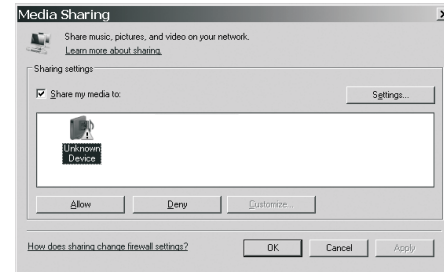 Media Sharing
Share music, pictures, and video on your network.
Learn more about sharing.
Sharing settings
Share my media to:
Settings...
Unknown
Device
Allow
Deny
Customize...
How does sharing change firewall settings?
OK
Cancel
Apply